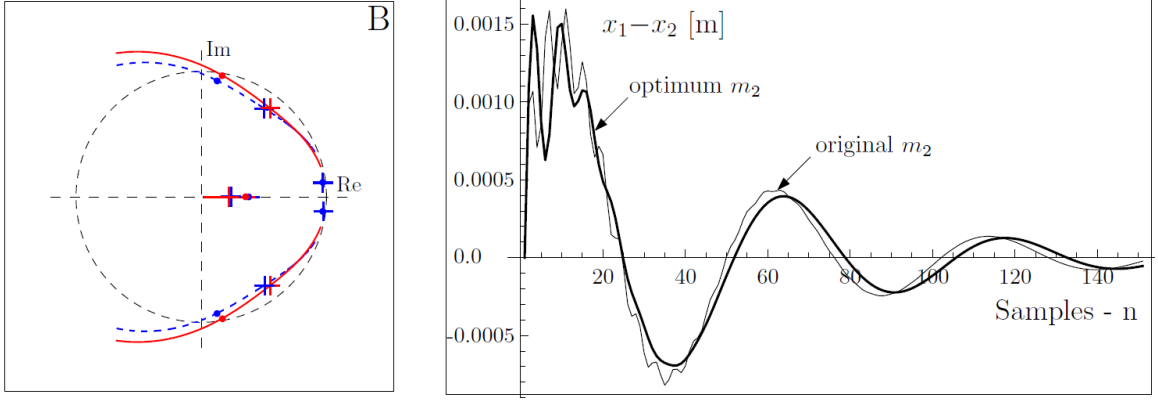 B
Im
Re
x₁−x₂ [m]
0.0015
0.0010
0.0005
0.0
-0.0005
optimum m₂
original m₂
20 40 60 80 100 120 140
Samples - n